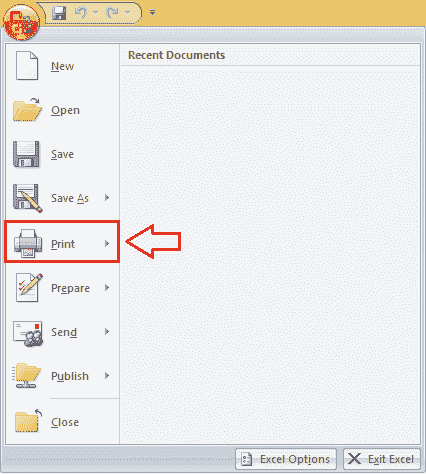 Recent Documents
New
Open
Save
Save As
Print
Prepare
Send
Publish
Close
Excel Options
Exit Excel